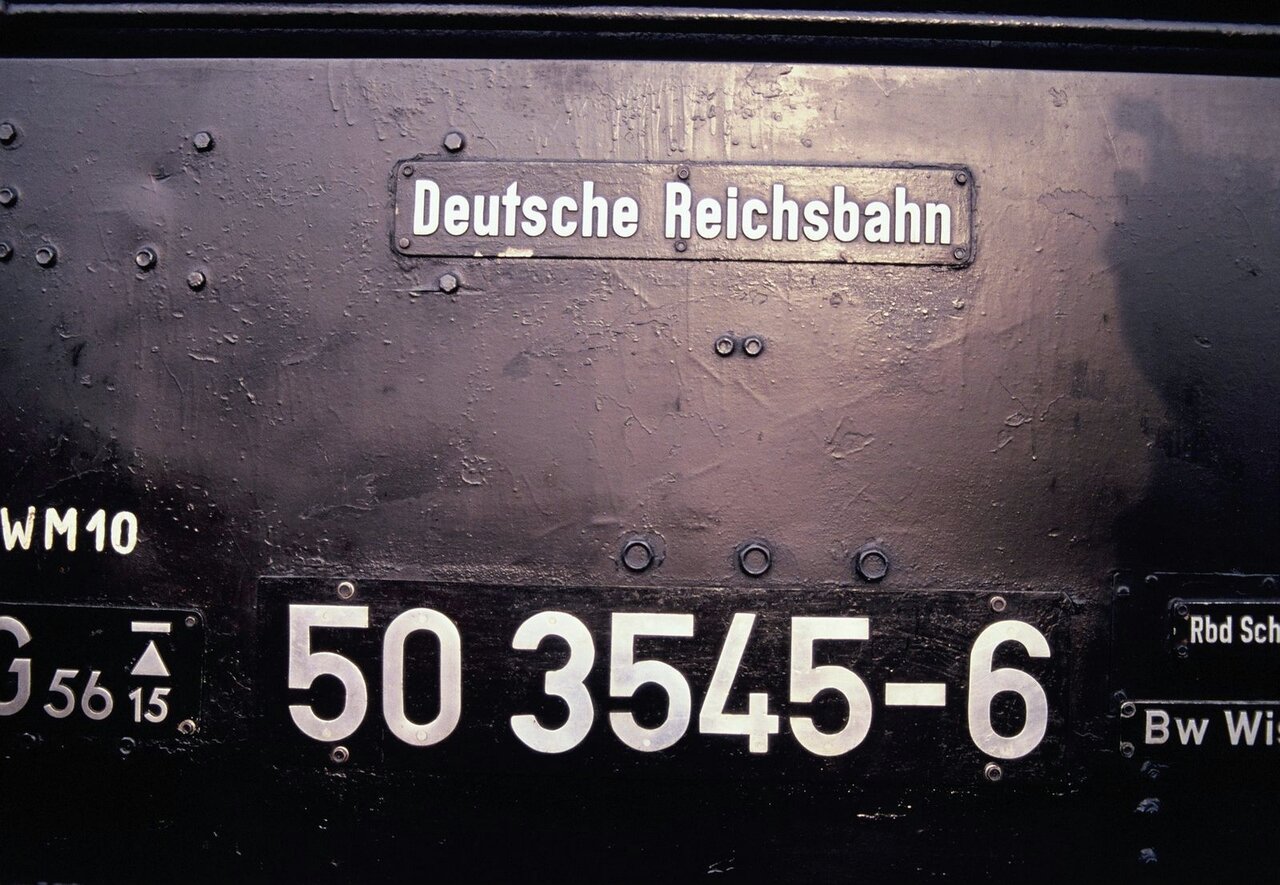 Deutsche Reichsbahn
WM10
G 56 15
50 3545-6
Rbd Sch
Bw Wis